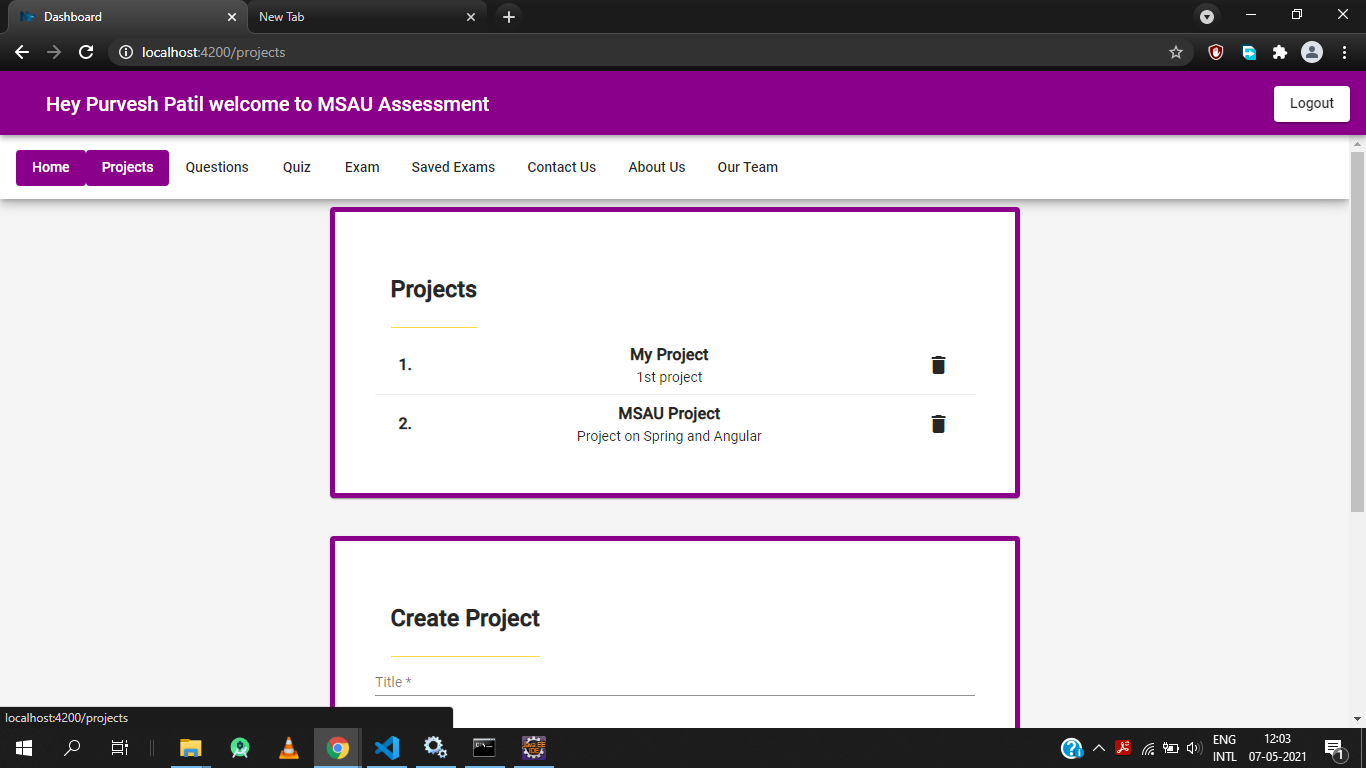 Dashboard
New Tab
localhost:4200/projects
Hey Purvesh Patil welcome to MSAU Assessment
Logout
Home Projects Questions Quiz Exam Saved Exams Contact Us About Us Our Team
Projects
1.
My Project
1st project
2.
MSAU Project
Project on Spring and Angular
Create Project
Title *
localhost:4200/projects
ENG
INTL
12:03
07-05-2021
1